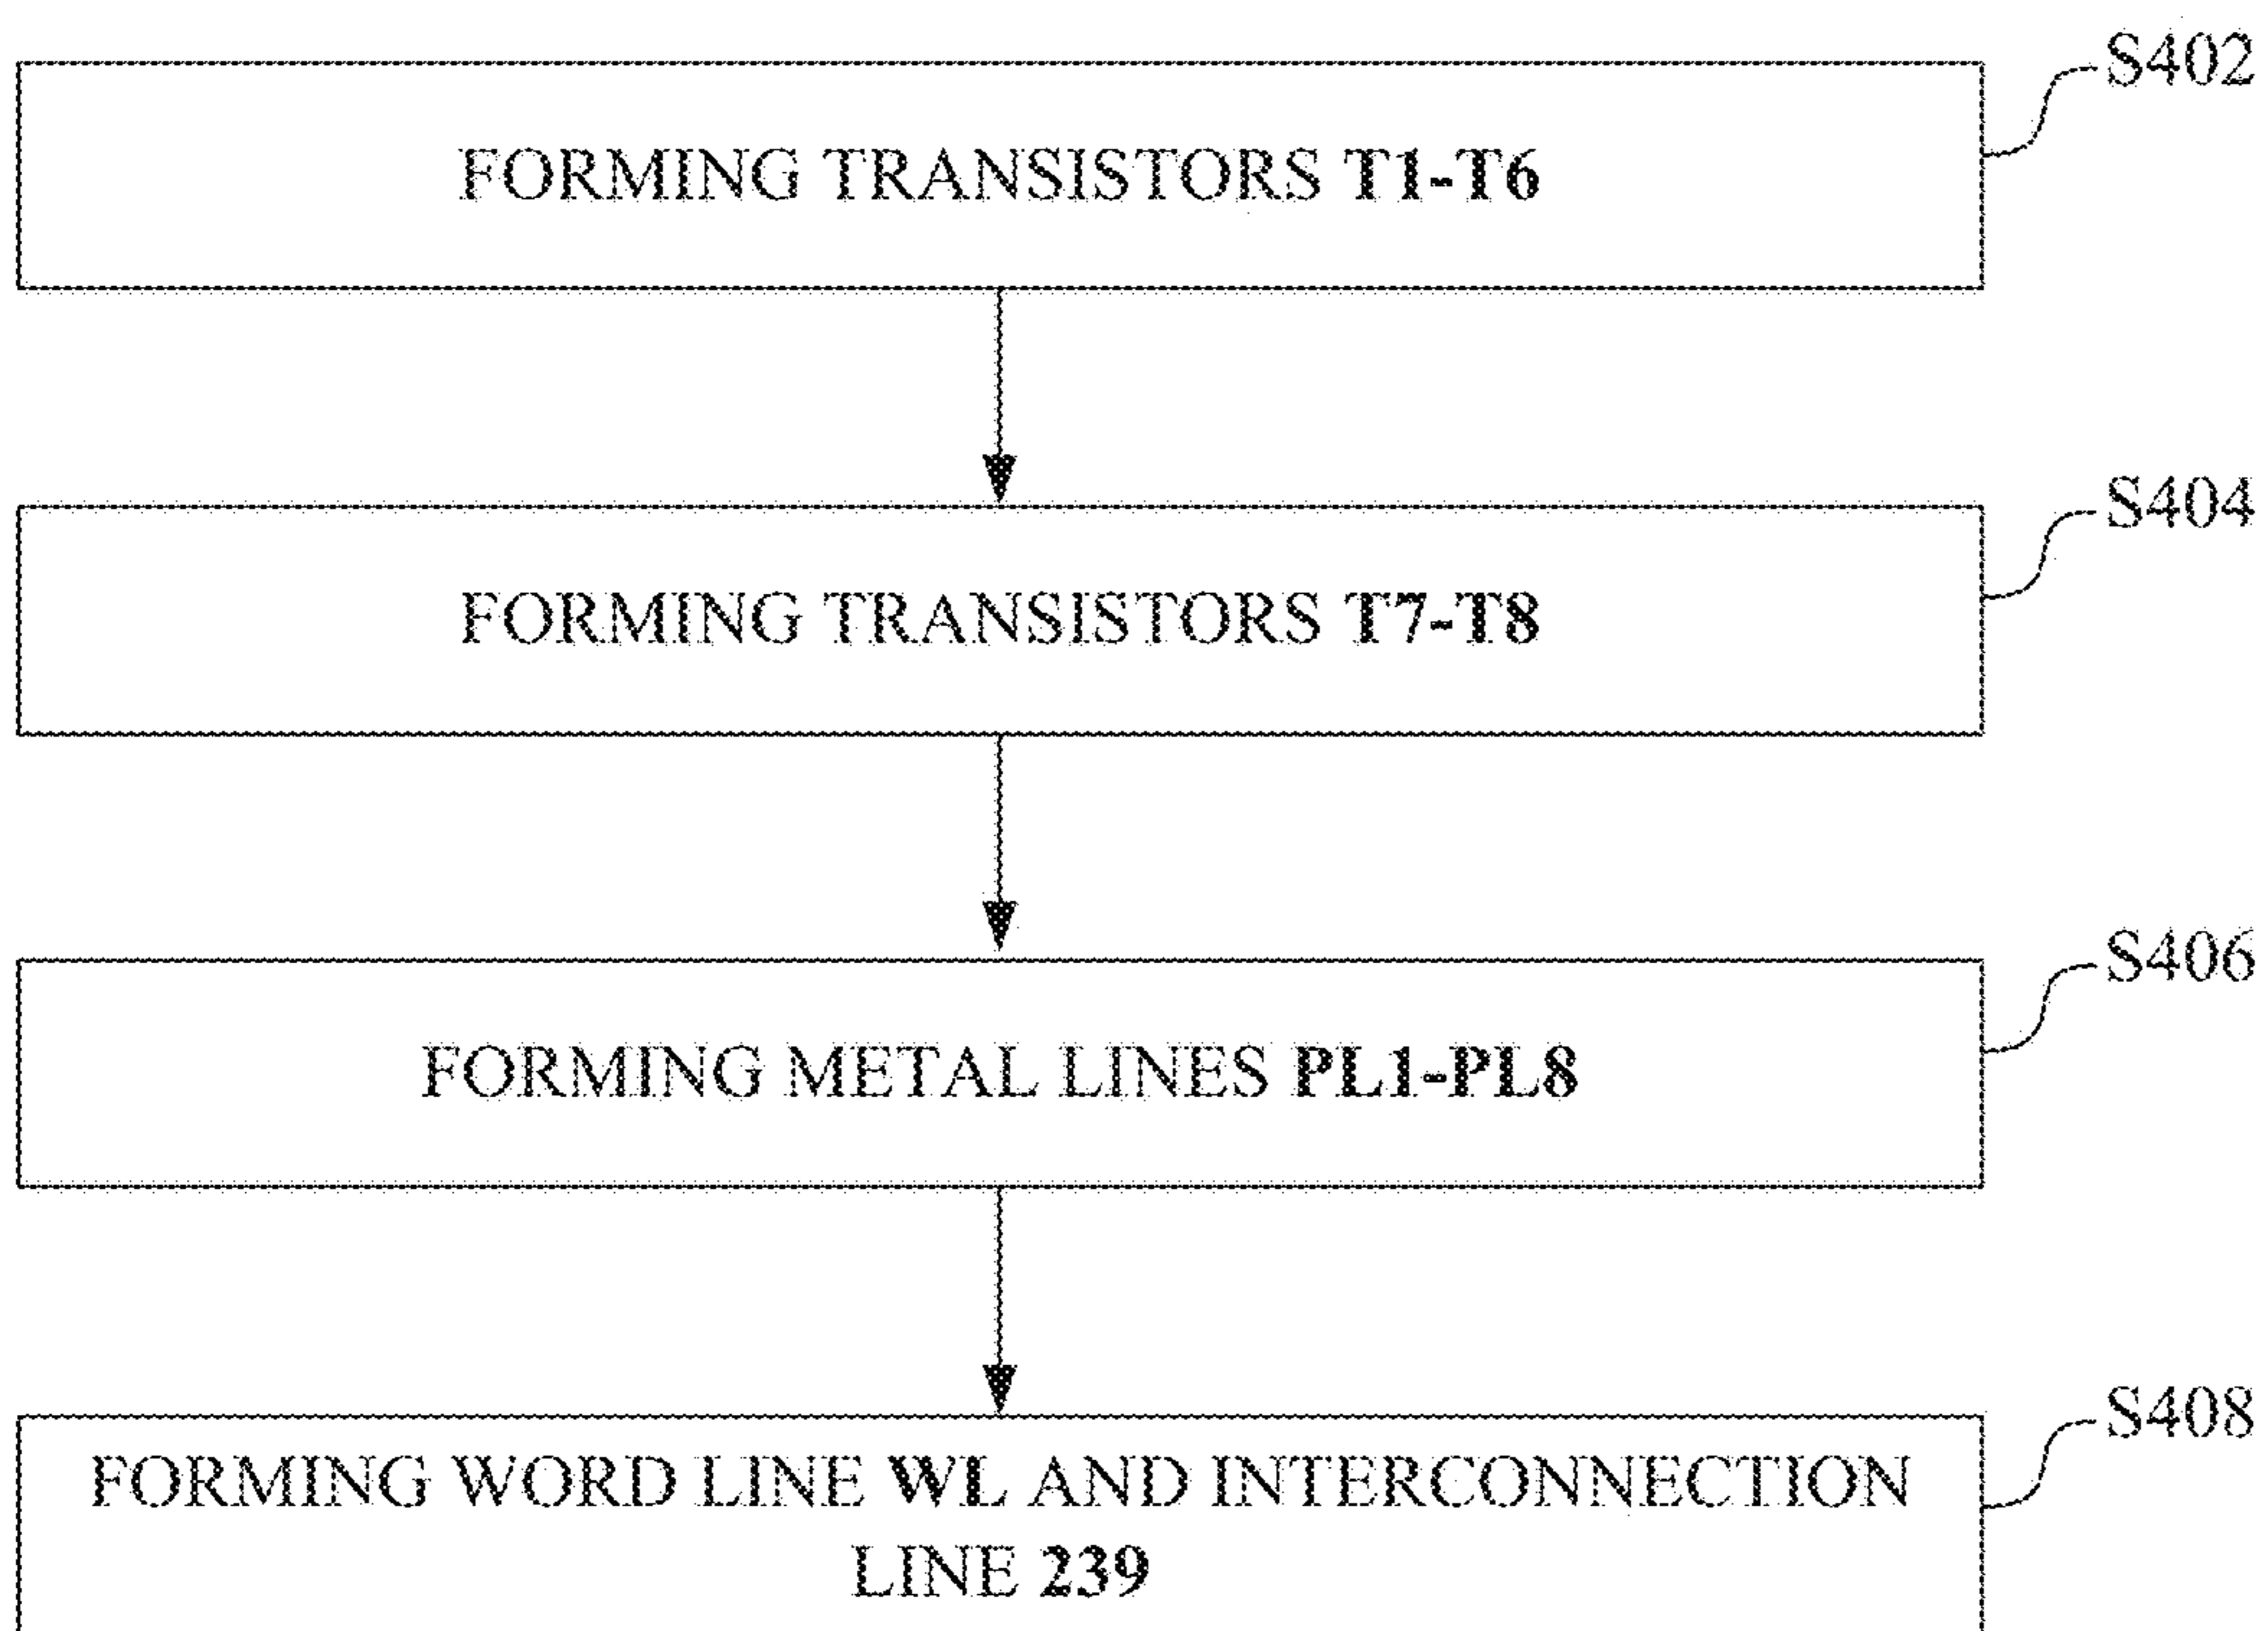 S402
FORMING TRANSISTORS T1-T6
S404
FORMING TRANSISTORS T7-T8
S406
FORMING METAL LINES PL1-PL8
S408
FORMING WORD LINE WL AND INTERCONNECTION
LINE 239